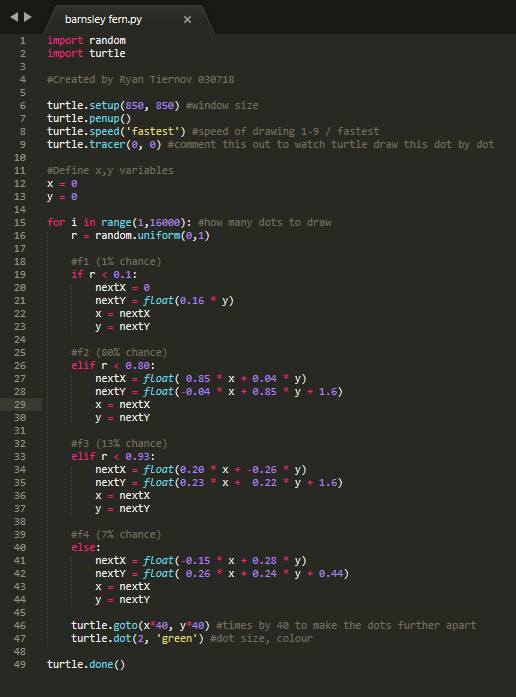 barnsley fern.py ×
1 import random
2 import turtle
3
4 #Created by Ryan Tiernov 030718
5
6 turtle.setup(850, 850) #window size
7 turtle.penup()
8 turtle.speed('fastest') #speed of drawing 1-9 / fastest
9 turtle.tracer(0, 0) #comment this out to watch turtle draw this dot by dot
10
11 #Define x,y variables
12 x = 0
13 y = 0
14
15 for i in range(1,16000): #how many dots to draw
16     r = random.uniform(0,1)
17
18     #f1 (1% chance)
19     if r < 0.1:
20         nextX = 0
21         nextY = float(0.16 * y)
22         x = nextX
23         y = nextY
24
25     #f2 (80% chance)
26     elif r < 0.80:
27         nextX = float( 0.85 * x + 0.04 * y)
28         nextY = float(-0.04 * x + 0.85 * y + 1.6)
29         x = nextX
30         y = nextY
31
32     #f3 (13% chance)
33     elif r < 0.93:
34         nextX = float(0.20 * x + -0.26 * y)
35         nextY = float(0.23 * x +  0.22 * y + 1.6)
36         x = nextX
37         y = nextY
38
39     #f4 (7% chance)
40     else:
41         nextX = float(-0.15 * x + 0.28 * y)
42         nextY = float( 0.26 * x + 0.24 * y + 0.44)
43         x = nextX
44         y = nextY
45
46     turtle.goto(x*40, y*40) #times by 40 to make the dots further apart
47     turtle.dot(2, 'green') #dot size, colour
48
49 turtle.done()